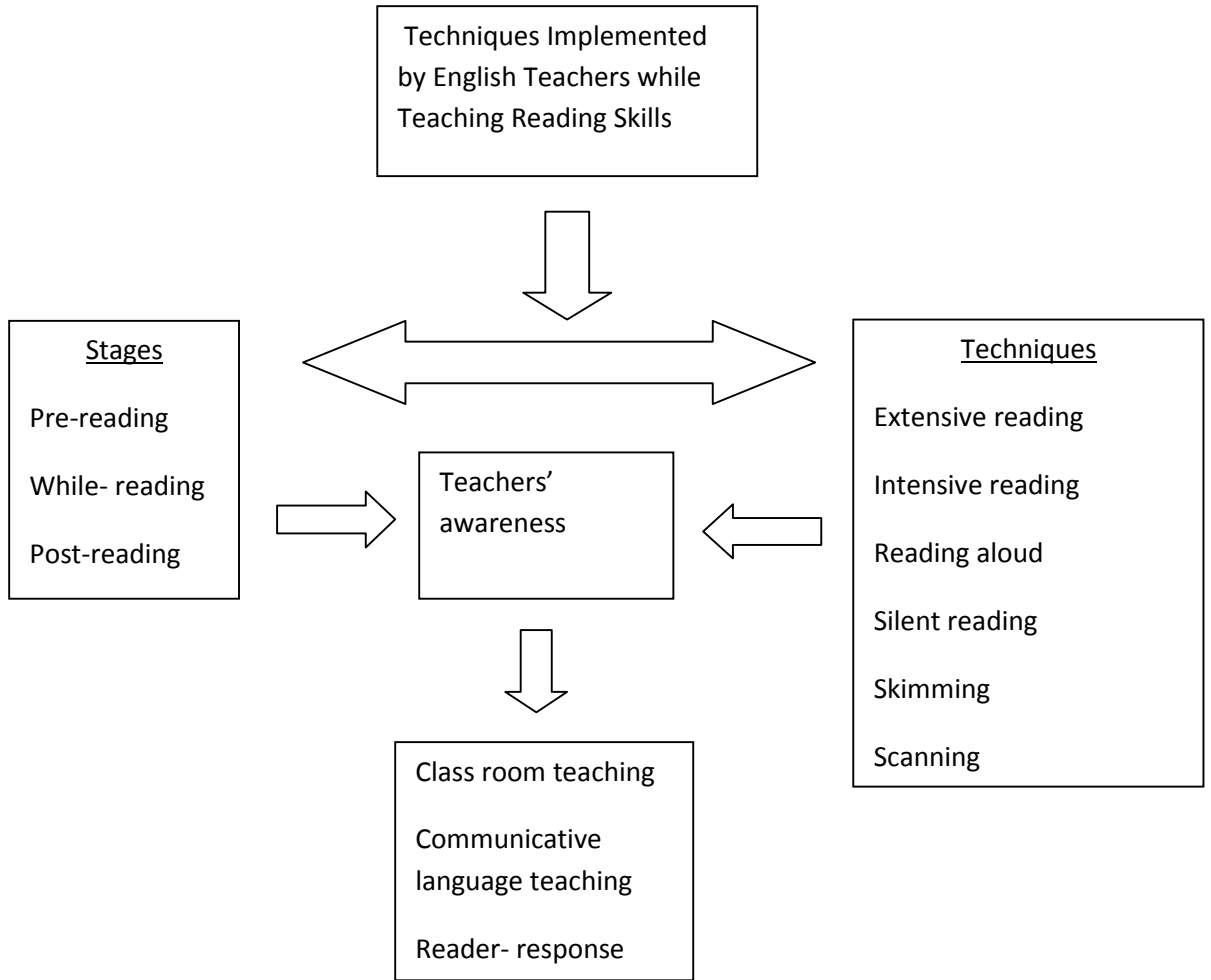 Techniques Implemented
by English Teachers while
Teaching Reading Skills
Stages
Pre-reading
While- reading
Post-reading
Teachers’
awareness
Techniques
Extensive reading
Intensive reading
Reading aloud
Silent reading
Skimming
Scanning
Class room teaching
Communicative
language teaching
Reader- response